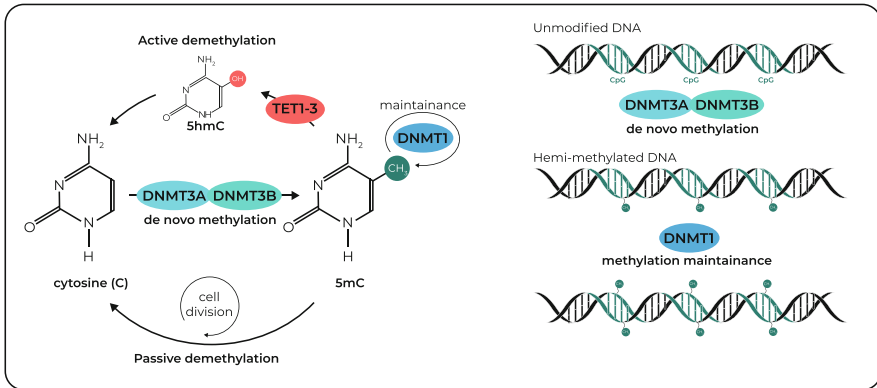 Active demethylation
NH2
N
O
NH
OH
5hmC
TET1-3
maintainance
DNMT1
NH2
N
O
N
H
cytosine (C)
DNMT3A DNMT3B
de novo methylation
NH2
CH3
N
O
N
H
5mC
cell
division
Passive demethylation
Unmodified DNA
CpG CpG CpG
DNMT3A DNMT3B
de novo methylation
Hemi-methylated DNA
DNMT1
methylation maintainance